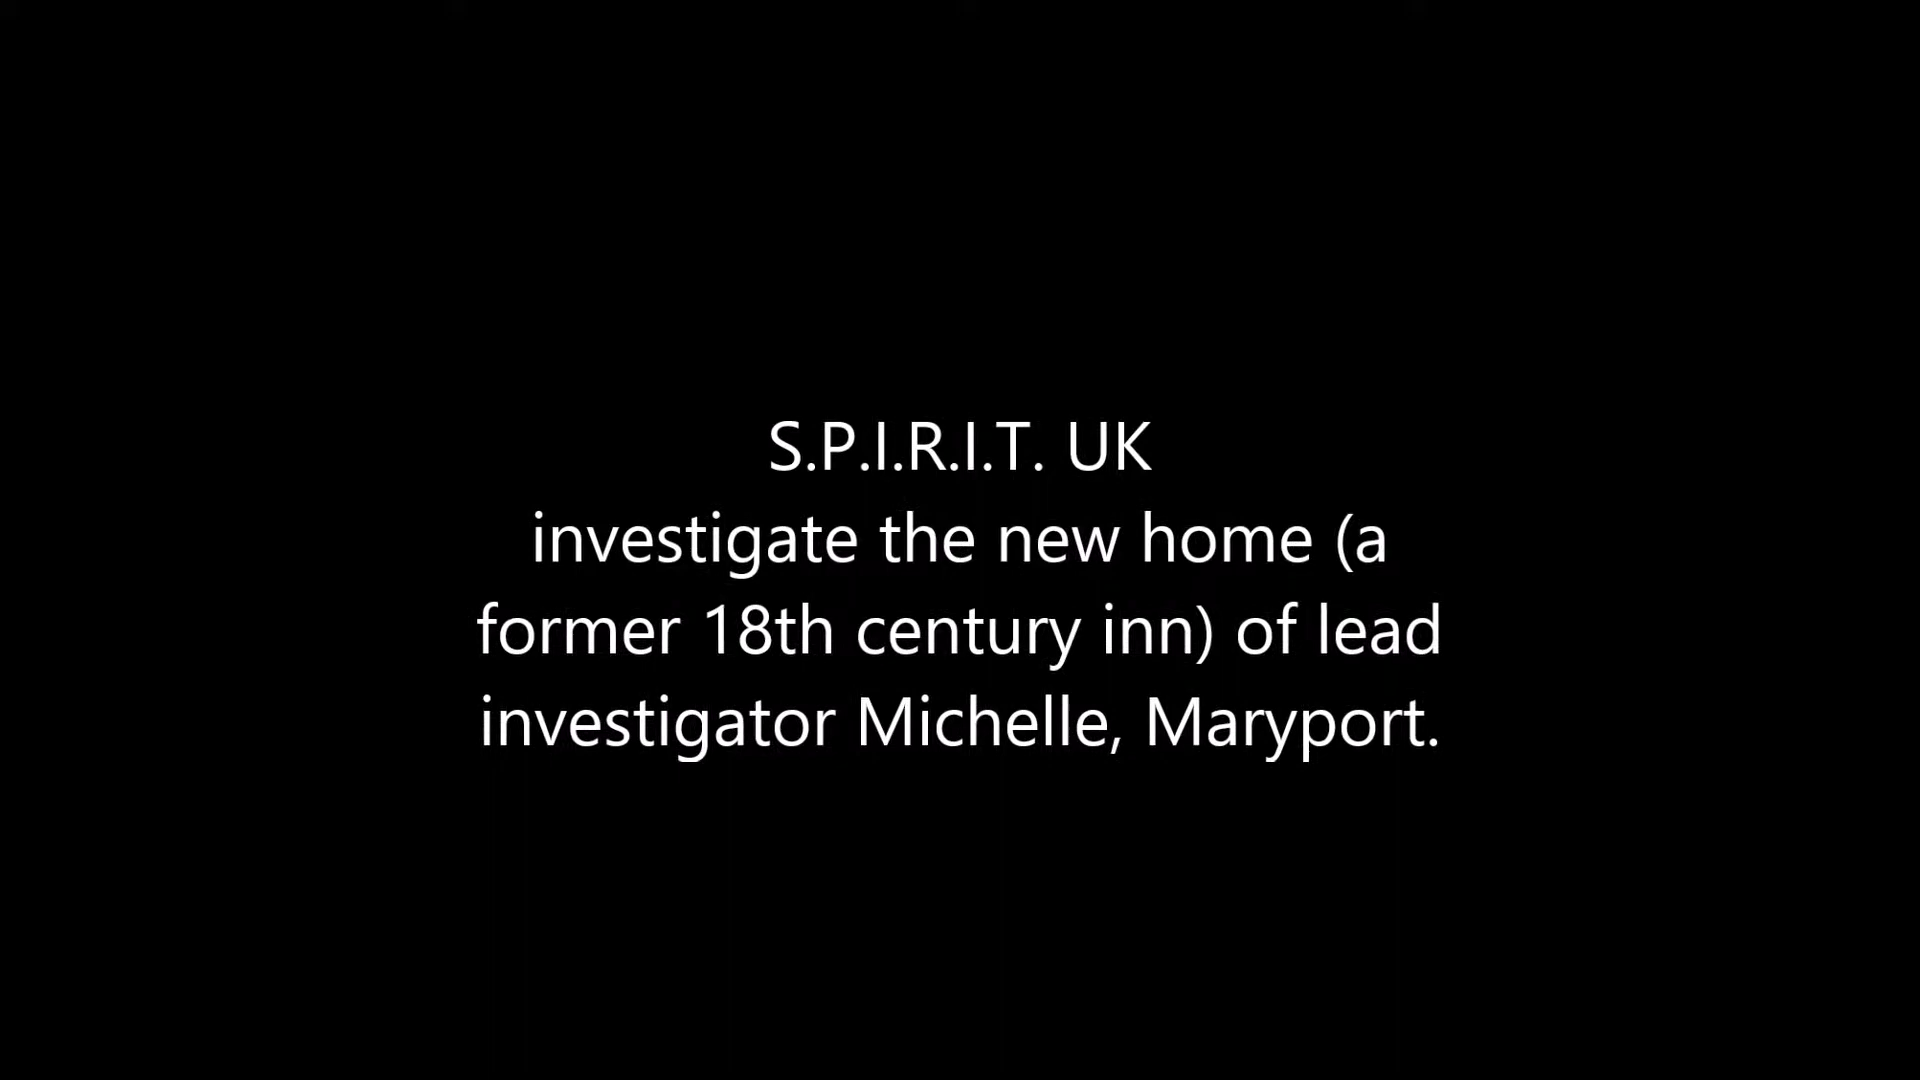 S.P.I.R.I.T. UK
investigate the new home (a
former 18th century inn) of lead
investigator Michelle, Maryport.